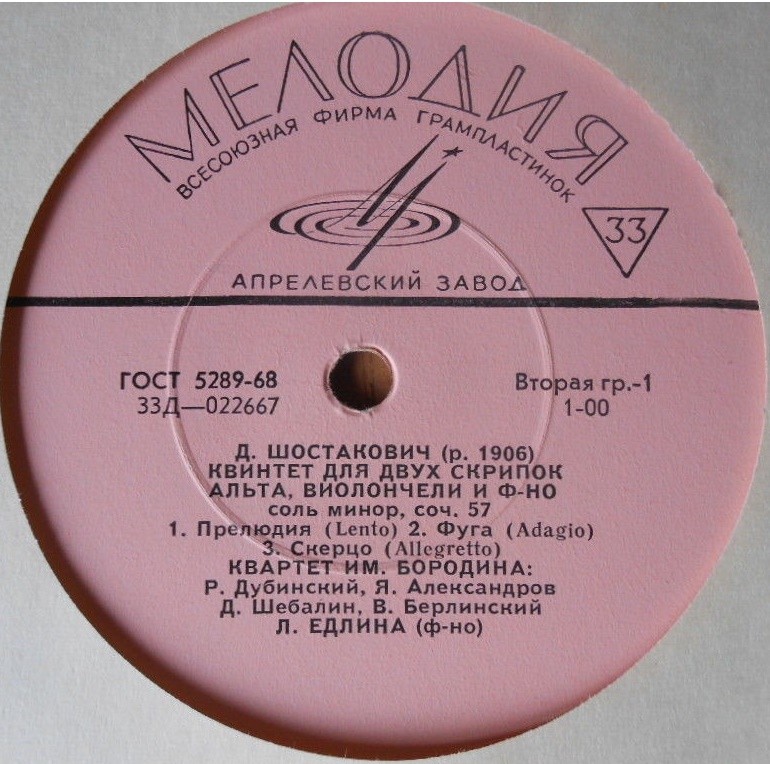 МЕЛОДИЯ
ВСЕСОЮЗНАЯ ФИРМА ГРАМПЛАСТИНОК
33
АПРЕЛЕВСКИЙ ЗАВОД
ГОСТ 5289-68
Вторая гр.-1
33Д—022667
1-00
Д. ШОСТАКОВИЧ (р. 1906)
КВИНТЕТ ДЛЯ ДВУХ СКРИПОК
АЛЬТА, ВИОЛОНЧЕЛИ И Ф-НО
соль минор, соч. 57
1. Прелюдия (Lento) 2. Фуга (Adagio)
3. Скерцо (Allegretto)
КВАРТЕТ ИМ. БОРОДИНА:
Р. Дубинский, Я. Александров
Д. Шебалин, В. Берлинский
Л. ЕДЛИНА (ф-но)